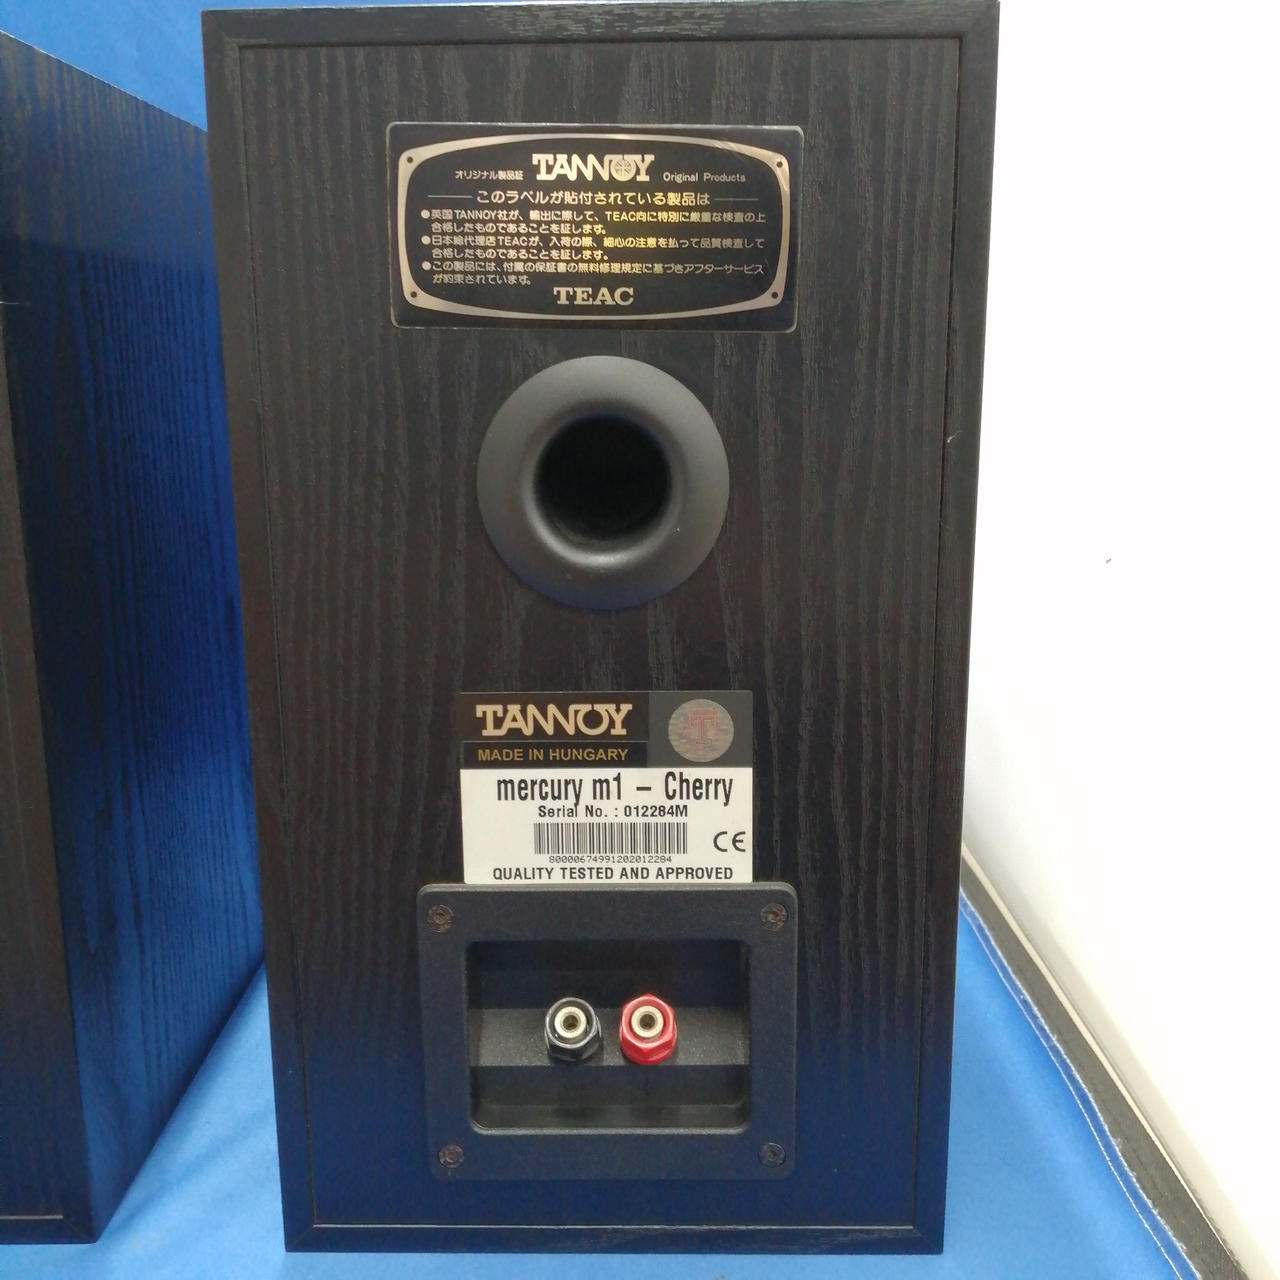 オリジナル製品証 TANNOY Original Products
このラベルが貼付されている製品は
●英国TANNOY社が、輸出に際して、TEAC向に特別に厳重な検査の上
合格したものであることを証します。
●日本総代理店TEACが、入荷の際、細心の注意を払って品質検査して
合格したものであることを証します。
●この製品には、付属の保証書の無料修理規定に基づきアフターサービス
が約束されています。
TEAC
TANNOY
T
MADE IN HUNGARY
mercury m1 – Cherry
Serial No. : 012284M
CE
80000674991202012284
QUALITY TESTED AND APPROVED